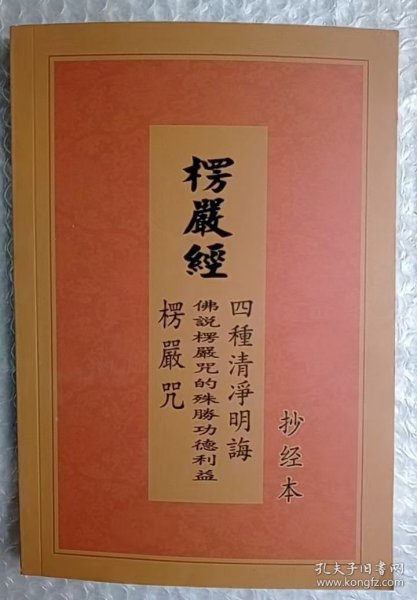 楞嚴經
四種清淨明誨
佛説楞嚴咒的殊勝功德利益
楞嚴咒
抄经本
孔夫子旧书网
www.kongfz.com